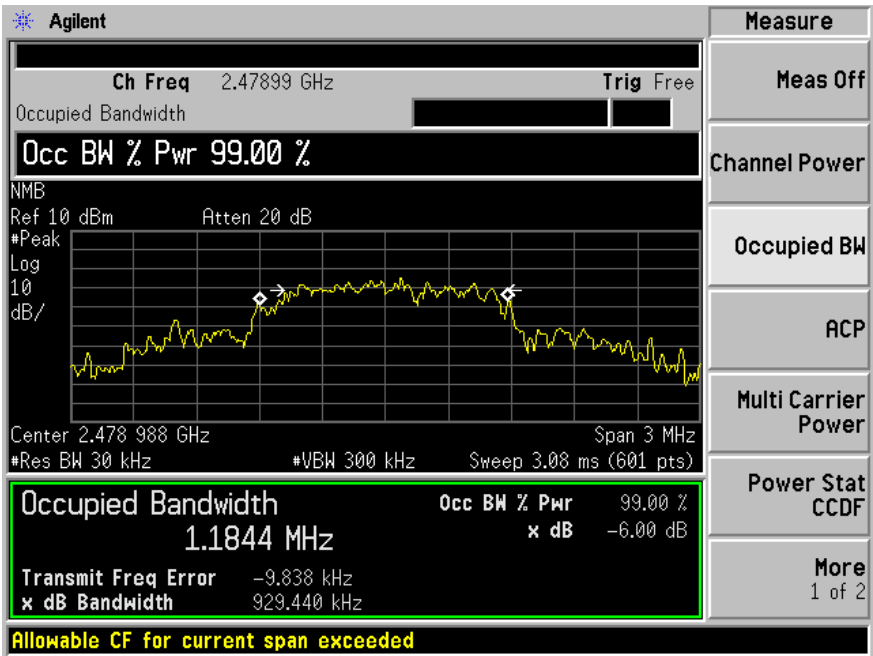 Agilent
Measure
Ch Freq 2.47899 GHz Trig Free
Occupied Bandwidth
Occ BW % Pwr 99.00 %
NMB
Ref 10 dBm Atten 20 dB
#Peak
Log
10
dB/
Center 2.478 988 GHz Span 3 MHz
#Res BW 30 kHz #VBW 300 kHz Sweep 3.08 ms (601 pts)
Occupied Bandwidth Occ BW % Pwr 99.00 %
1.1844 MHz x dB -6.00 dB
Transmit Freq Error -9.838 kHz
x dB Bandwidth 929.440 kHz
Allowable CF for current span exceeded
Meas Off
Channel Power
Occupied BW
ACP
Multi Carrier
Power
Power Stat
CCDF
More
1 of 2